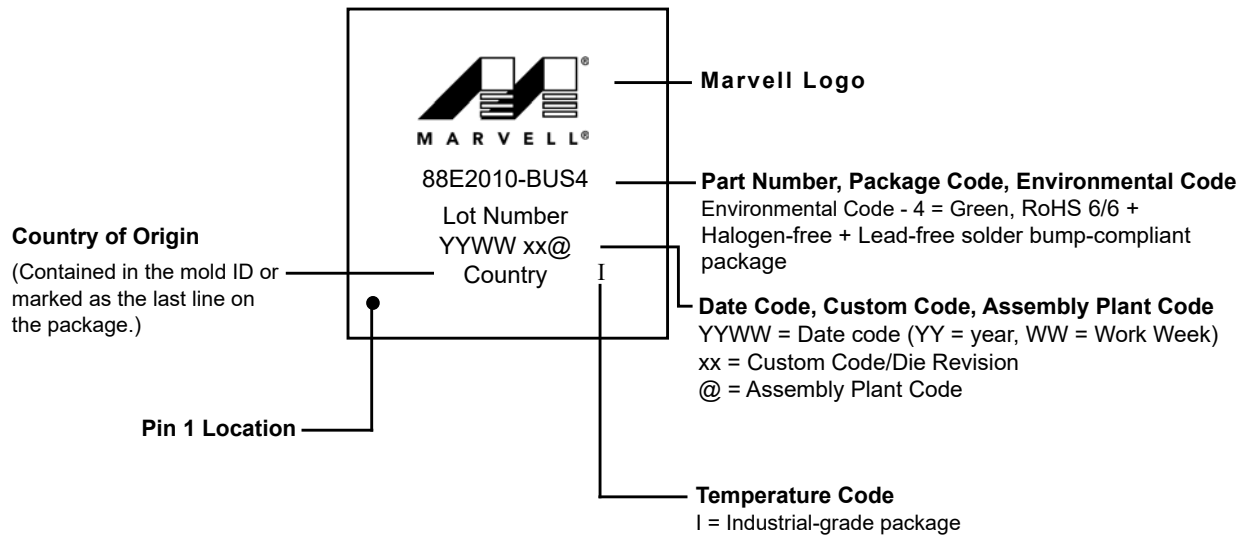 ®
MARVELL®
88E2010-BUS4
Lot Number
YYWW xx@
Country
I
Marvell Logo
Part Number, Package Code, Environmental Code
Environmental Code - 4 = Green, RoHS 6/6 +
Halogen-free + Lead-free solder bump-compliant
package
Date Code, Custom Code, Assembly Plant Code
YYWW = Date code (YY = year, WW = Work Week)
xx = Custom Code/Die Revision
@ = Assembly Plant Code
Country of Origin
(Contained in the mold ID or
marked as the last line on
the package.)
Pin 1 Location
Temperature Code
I = Industrial-grade package